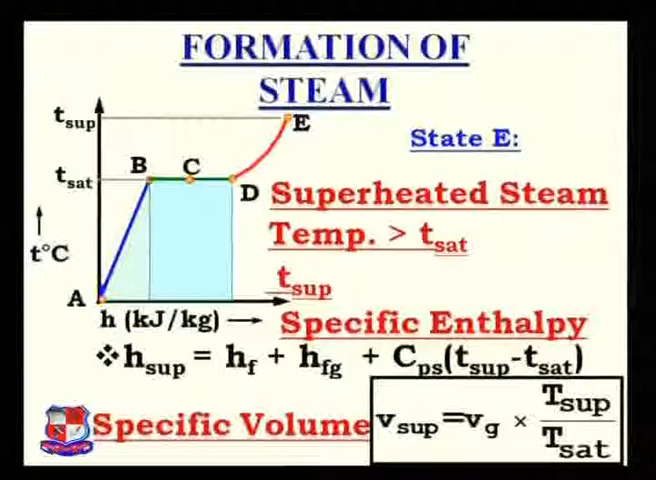 FORMATION OF
STEAM
t_sup
E
State E:
B
C
t_sat
D
Superheated Steam
Temp. > t_sat
t°C
t_sup
A
h (kJ/kg)
Specific Enthalpy
❖h_sup = h_f + h_fg + C_ps(t_sup-t_sat)
Specific Volume
v_sup=v_g × T_sup/T_sat